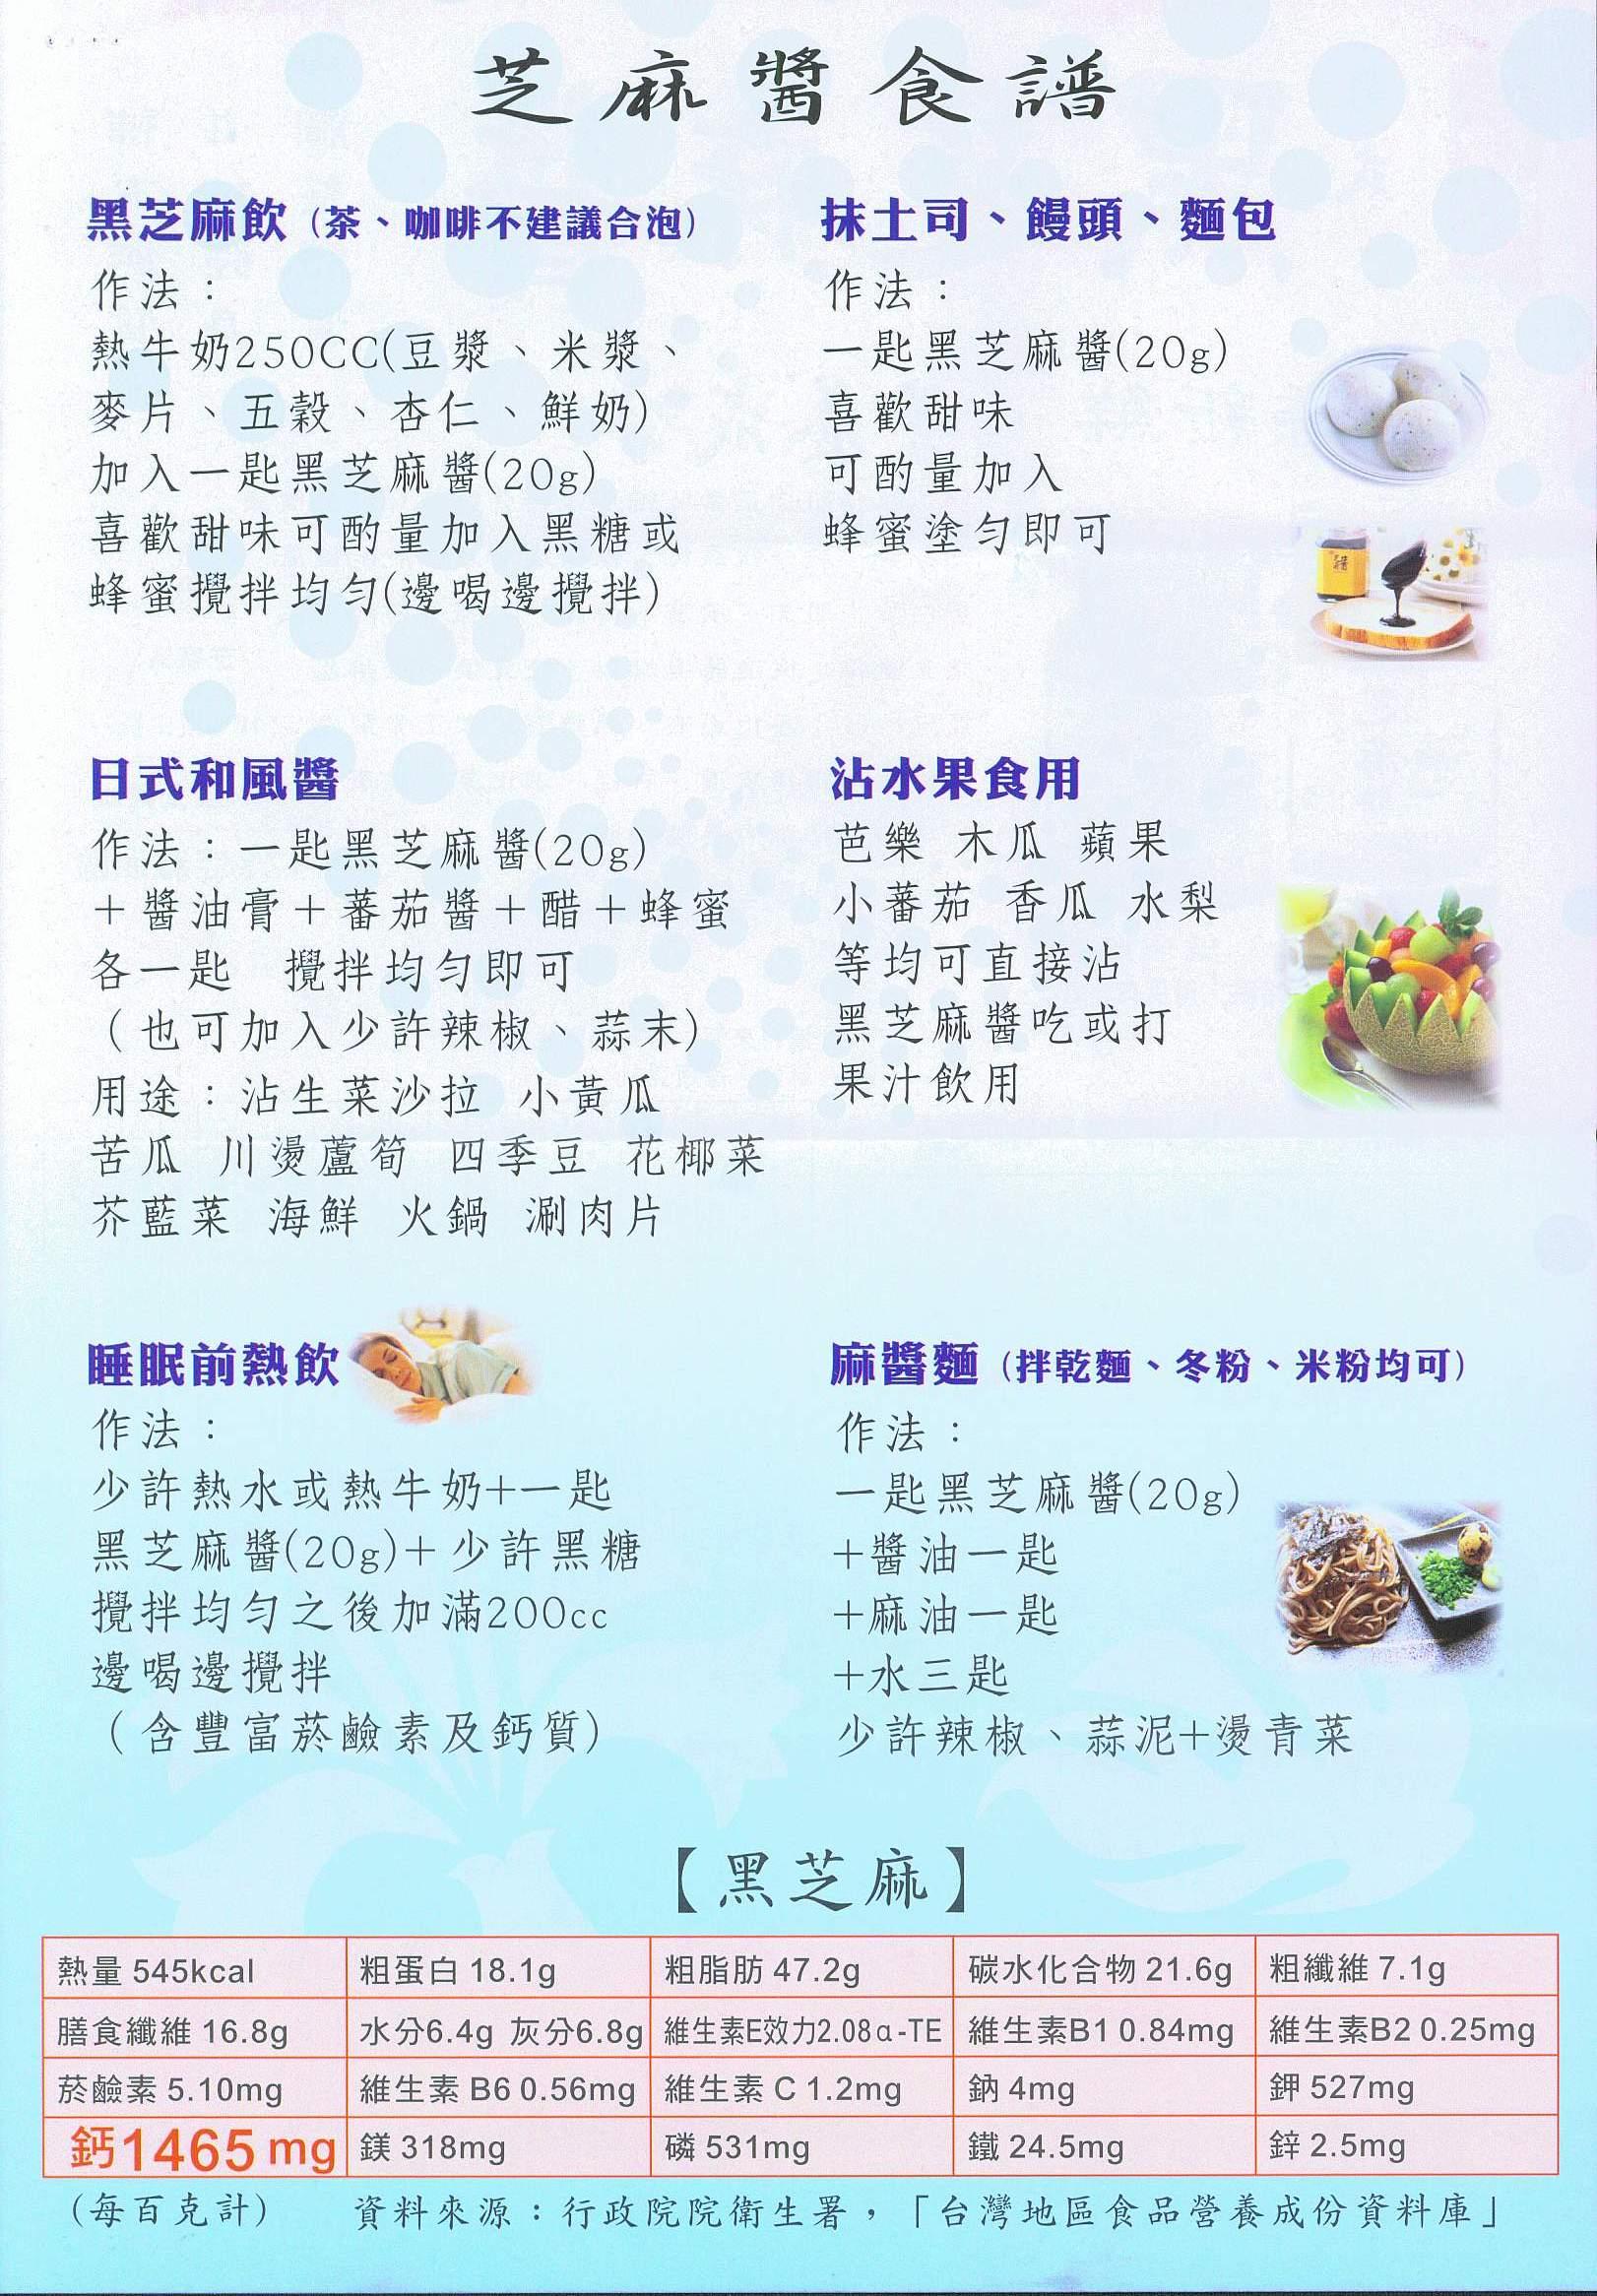 芝麻醬食譜
黑芝麻飲 (茶、咖啡不建議合泡)
作法：
熱牛奶250CC(豆漿、米漿、
麥片、五穀、杏仁、鮮奶)
加入一匙黑芝麻醬(20g)
喜歡甜味可酌量加入黑糖或
蜂蜜攪拌均勻(邊喝邊攪拌)
抹土司、饅頭、麵包
作法：
一匙黑芝麻醬(20g)
喜歡甜味
可酌量加入
蜂蜜塗勻即可
日式和風醬
作法：一匙黑芝麻醬(20g)
＋醬油膏＋蕃茄醬＋醋＋蜂蜜
各一匙 攪拌均勻即可
（也可加入少許辣椒、蒜末）
用途：沾生菜沙拉 小黃瓜
苦瓜 川燙蘆筍 四季豆 花椰菜
芥藍菜 海鮮 火鍋 涮肉片
沾水果食用
芭樂 木瓜 蘋果
小蕃茄 香瓜 水梨
等均可直接沾
黑芝麻醬吃或打
果汁飲用
睡眠前熱飲
作法：
少許熱水或熱牛奶+一匙
黑芝麻醬(20g)+少許黑糖
攪拌均勻之後加滿200cc
邊喝邊攪拌
（含豐富菸鹼素及鈣質）
麻醬麵 (拌乾麵、冬粉、米粉均可)
作法：
一匙黑芝麻醬(20g)
+醬油一匙
+麻油一匙
+水三匙
少許辣椒、蒜泥+燙青菜
【黑芝麻】
熱量 545kcal 粗蛋白 18.1g 粗脂肪 47.2g 碳水化合物 21.6g 粗纖維 7.1g
膳食纖維 16.8g 水分6.4g 灰分6.8g 維生素E效力2.08α-TE 維生素B1 0.84mg 維生素B2 0.25mg
菸鹼素 5.10mg 維生素 B6 0.56mg 維生素 C 1.2mg 鈉 4mg 鉀 527mg
鈣1465 mg 鎂 318mg 磷 531mg 鐵 24.5mg 鋅 2.5mg
(每百克計) 資料來源：行政院院衛生署，「台灣地區食品營養成份資料庫」